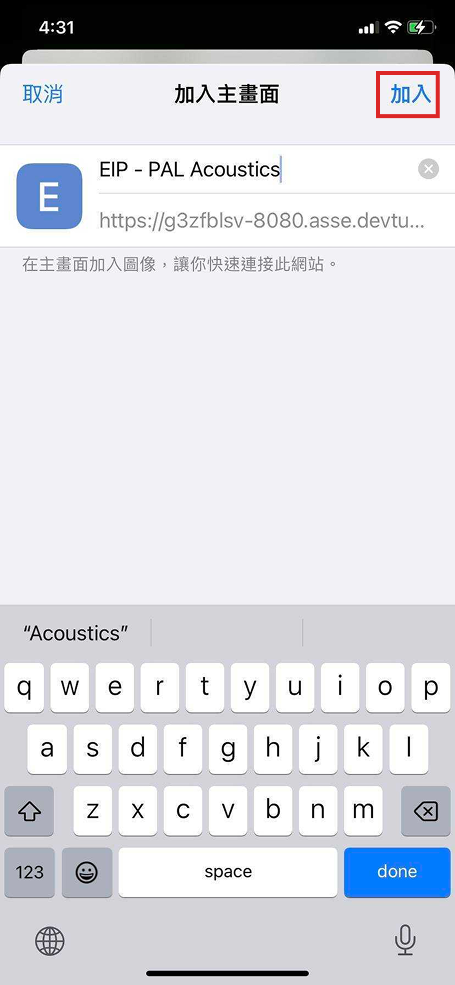 4:31
取消 加入主畫面 加入
E
EIP - PAL Acoustics
https://g3zfblsv-8080.asse.devtu...
在主畫面加入圖像，讓你快速連接此網站。
“Acoustics”
q w e r t y u i o p
a s d f g h j k l
z x c v b n m
123 space done